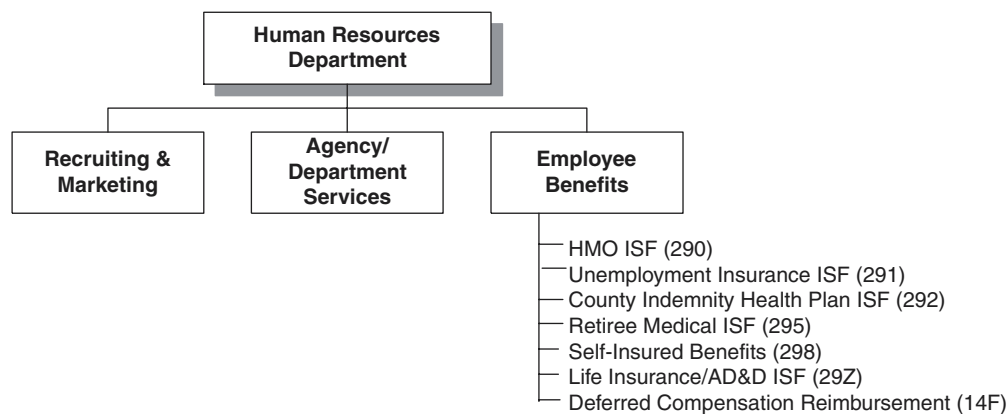 Human Resources
Department
Recruiting &
Marketing
Agency/
Department
Services
Employee
Benefits
HMO ISF (290)
Unemployment Insurance ISF (291)
County Indemnity Health Plan ISF (292)
Retiree Medical ISF (295)
Self-Insured Benefits (298)
Life Insurance/AD&D ISF (29Z)
Deferred Compensation Reimbursement (14F)